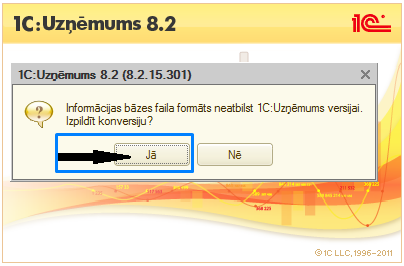 1C:Uzņēmums 8.2
1C:Uzņēmums 8.2 (8.2.15.301)
Informācijas bāzes faila formāts neatbilst 1C:Uzņēmums versijai.
Izpildīt konversiju?
Jā
Nē
© 1C LLC, 1996–2011